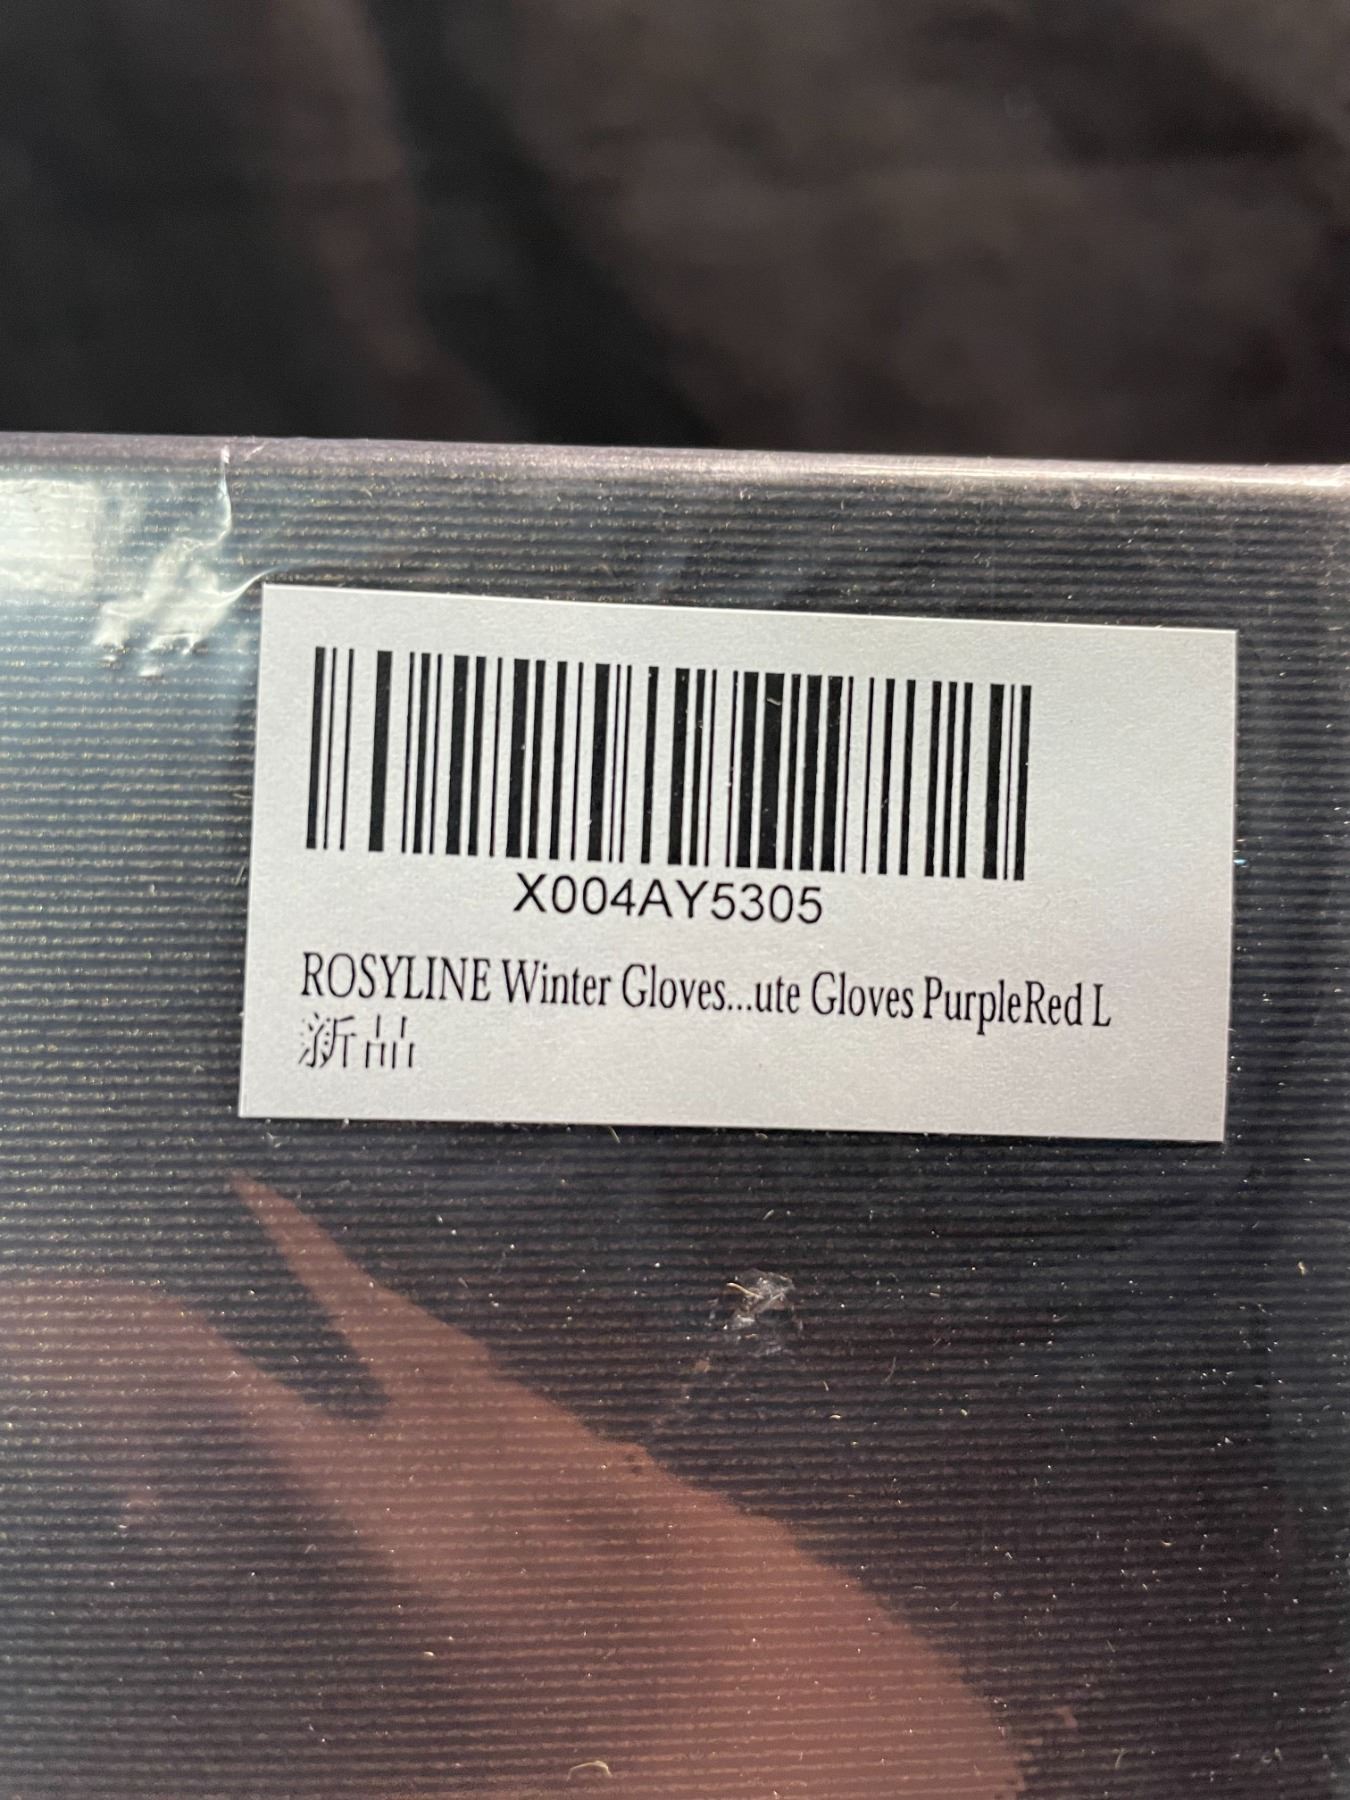 X004AY5305
ROSYLINE Winter Gloves...ute Gloves PurpleRed L
新品